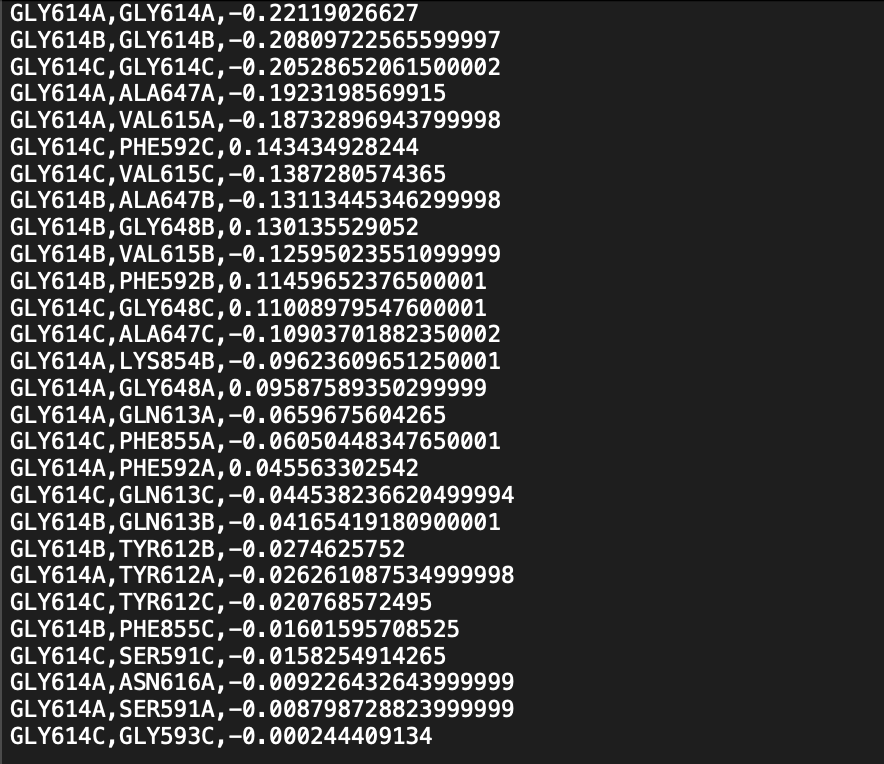 GLY614A,GLY614A,-0.22119026627
GLY614B,GLY614B,-0.20809722565599997
GLY614C,GLY614C,-0.20528652061500002
GLY614A,ALA647A,-0.1923198569915
GLY614A,VAL615A,-0.18732896943799998
GLY614C,PHE592C,0.143434928244
GLY614C,VAL615C,-0.1387280574365
GLY614B,ALA647B,-0.13113445346299998
GLY614B,GLY648B,0.130135529052
GLY614B,VAL615B,-0.12595023551099999
GLY614B,PHE592B,0.11459652376500001
GLY614C,GLY648C,0.11008979547600001
GLY614C,ALA647C,-0.10903701882350002
GLY614A,LYS854B,-0.09623609651250001
GLY614A,GLY648A,0.09587589350299999
GLY614A,GLN613A,-0.0659675604265
GLY614C,PHE855A,-0.06050448347650001
GLY614A,PHE592A,0.045563302542
GLY614C,GLN613C,-0.044538236620499994
GLY614B,GLN613B,-0.04165419180900001
GLY614B,TYR612B,-0.0274625752
GLY614A,TYR612A,-0.026261087534999998
GLY614C,TYR612C,-0.020768572495
GLY614B,PHE855C,-0.01601595708525
GLY614C,SER591C,-0.0158254914265
GLY614A,ASN616A,-0.009226432643999999
GLY614A,SER591A,-0.008798728823999999
GLY614C,GLY593C,-0.000244409134